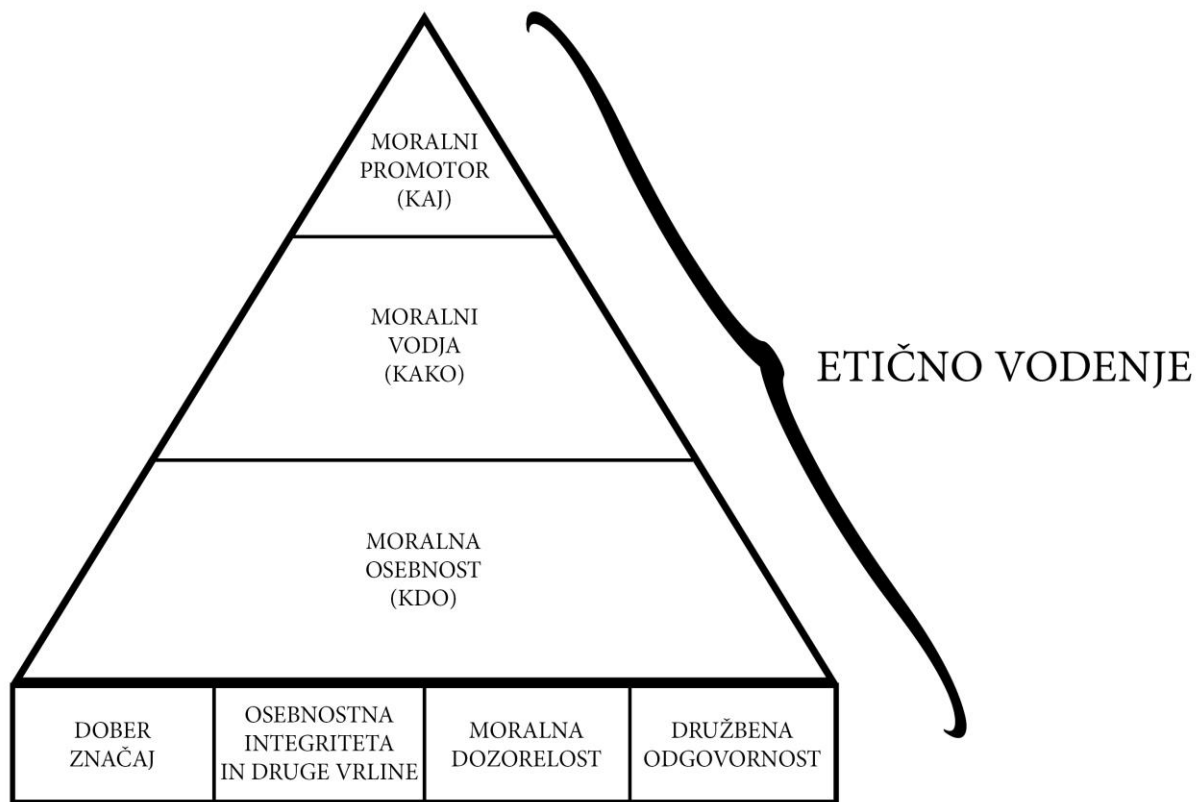 MORALNI
PROMOTOR
(KAJ)
MORALNI
VODJA
(KAKO)
ETIČNO VODENJE
MORALNA
OSEBNOST
(KDO)
DOBER
ZNAČAJ
OSEBNOSTNA
INTEGRITETA
IN DRUGE VRLINE
MORALNA
DOZORELOST
DRUŽBENA
ODGOVORNOST